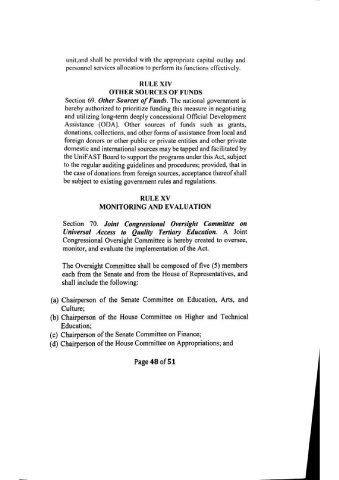 unit,and shall be provided with the appropriate capital outlay and
personnel services allocation to perform its functions effectively.
RULE XIV
OTHER SOURCES OF FUNDS
Section 69. Other Sources of Funds. The national government is
hereby authorized to prioritize funding this measure in negotiating
and utilizing long-term deeply concessional Official Development
Assistance (ODA). Other sources of funds such as grants,
donations, collections, and other forms of assistance from local and
foreign donors or other public or private entities and other private
domestic and international sources may be tapped and facilitated by
the UniFAST Board to support the programs under this Act, subject
to the regular auditing guidelines and procedures; provided, that in
the case of donations from foreign sources, acceptance thereof shall
be subject to existing government rules and regulations.
RULE XV
MONITORING AND EVALUATION
Section 70. Joint Congressional Oversight Committee on
Universal Access to Quality Tertiary Education. A Joint
Congressional Oversight Committee is hereby created to oversee,
monitor, and evaluate the implementation of the Act.
The Oversight Committee shall be composed of five (5) members
each from the Senate and from the House of Representatives, and
shall include the following:
(a) Chairperson of the Senate Committee on Education, Arts, and
Culture;
(b) Chairperson of the House Committee on Higher and Technical
Education;
(c) Chairperson of the Senate Committee on Finance;
(d) Chairperson of the House Committee on Appropriations; and
Page 48 of 51